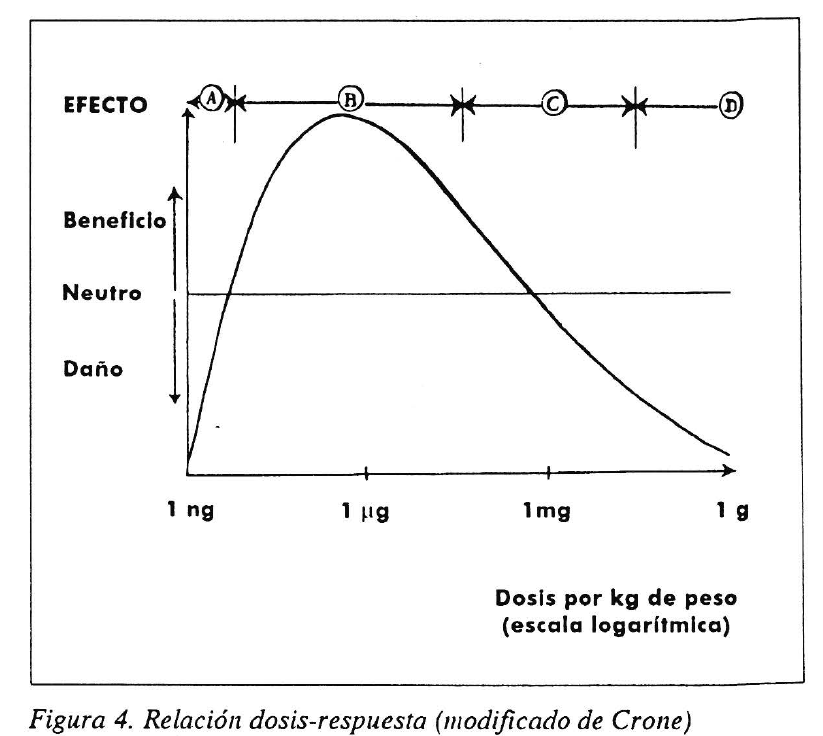 EFECTO
A B C D
Beneficio
Neutro
Daño
1 ng 1 µg 1mg 1 g
Dosis por kg de peso
(escala logarítmica)
Figura 4. Relación dosis-respuesta (modificado de Crone)